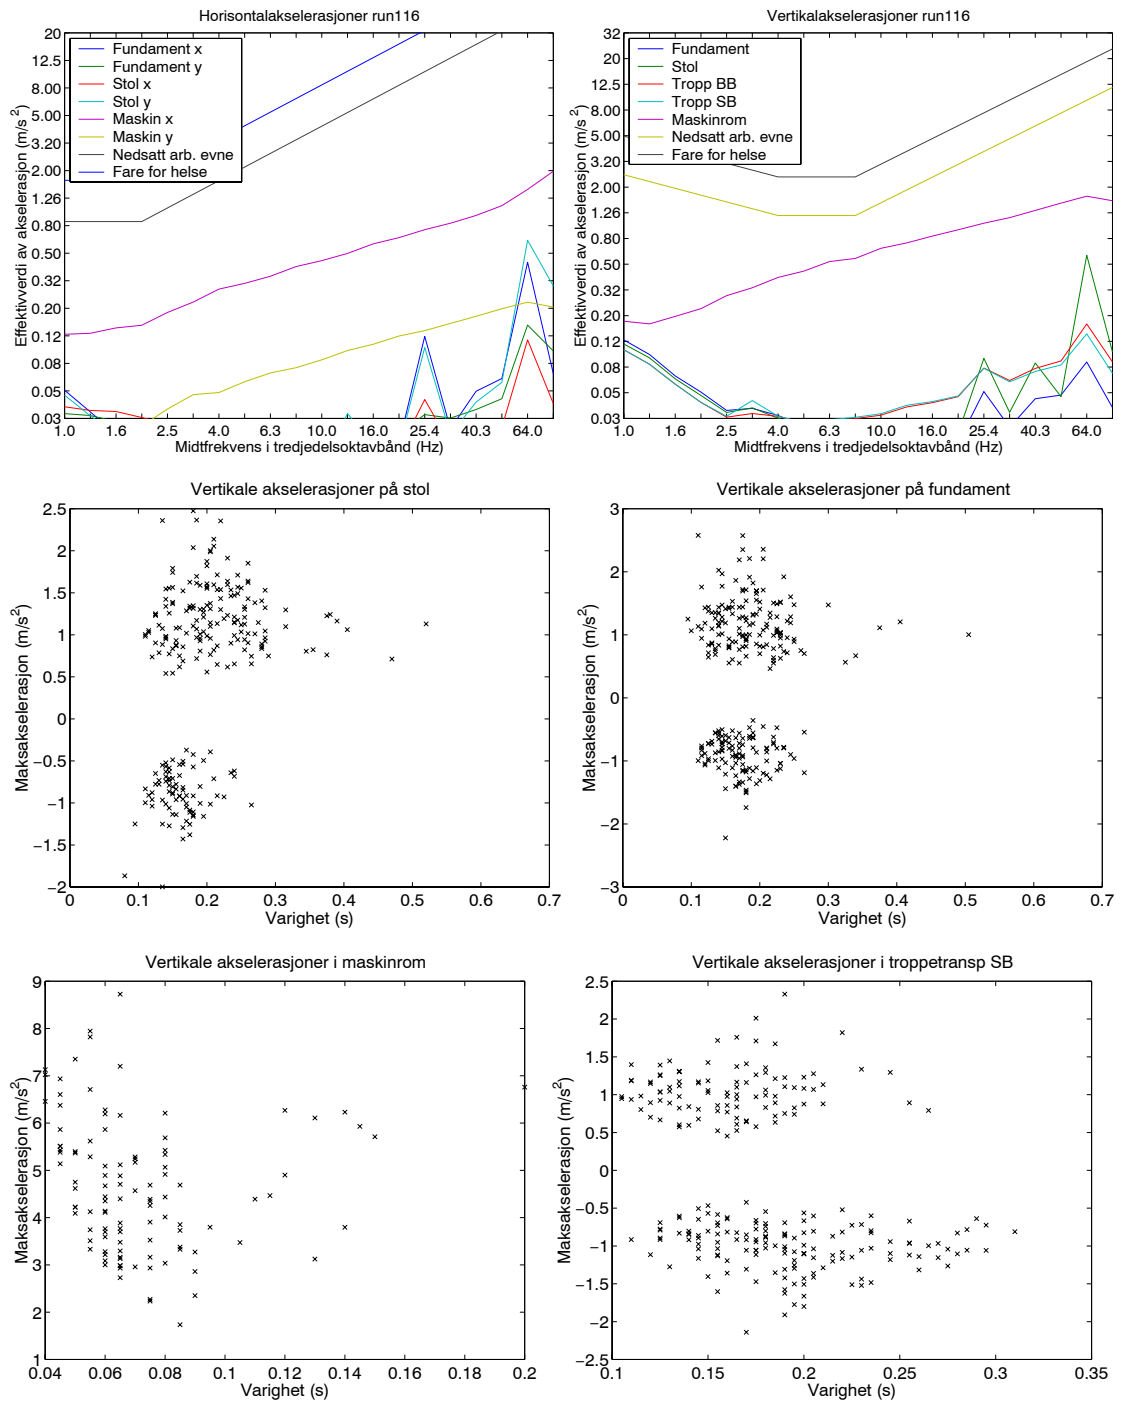 Horisontalakselerasjoner run116
Effektivverdi av akselerasjon (m/s²)
20
12.5
8.00
5.00
3.20
2.00
1.26
0.80
0.50
0.32
0.20
0.12
0.08
0.05
0.03
Fundament x
Fundament y
Stol x
Stol y
Maskin x
Maskin y
Nedsatt arb. evne
Fare for helse
1.0 1.6 2.5 4.0 6.3 10.0 16.0 25.4 40.3 64.0
Midtfrekvens i tredjedelsoktavbånd (Hz)
Vertikalakselerasjoner run116
Effektivverdi av akselerasjon (m/s²)
32
20
12.5
8.00
5.00
3.20
2.00
1.26
0.80
0.50
0.32
0.20
0.12
0.08
0.05
0.03
Fundament
Stol
Tropp BB
Tropp SB
Maskinrom
Nedsatt arb. evne
Fare for helse
1.0 1.6 2.5 4.0 6.3 10.0 16.0 25.4 40.3 64.0
Midtfrekvens i tredjedelsoktavbånd (Hz)
Vertikale akselerasjoner på stol
Maksakselerasjon (m/s²)
2.5
2
1.5
1
0.5
0
−0.5
−1
−1.5
−2
0 0.1 0.2 0.3 0.4 0.5 0.6 0.7
Varighet (s)
Vertikale akselerasjoner på fundament
Maksakselerasjon (m/s²)
3
2
1
0
−1
−2
−3
0 0.1 0.2 0.3 0.4 0.5 0.6 0.7
Varighet (s)
Vertikale akselerasjoner i maskinrom
Maksakselerasjon (m/s²)
9
8
7
6
5
4
3
2
1
0.04 0.06 0.08 0.1 0.12 0.14 0.16 0.18 0.2
Varighet (s)
Vertikale akselerasjoner i troppetransp SB
Maksakselerasjon (m/s²)
2.5
2
1.5
1
0.5
0
−0.5
−1
−1.5
−2
−2.5
0.1 0.15 0.2 0.25 0.3 0.35
Varighet (s)